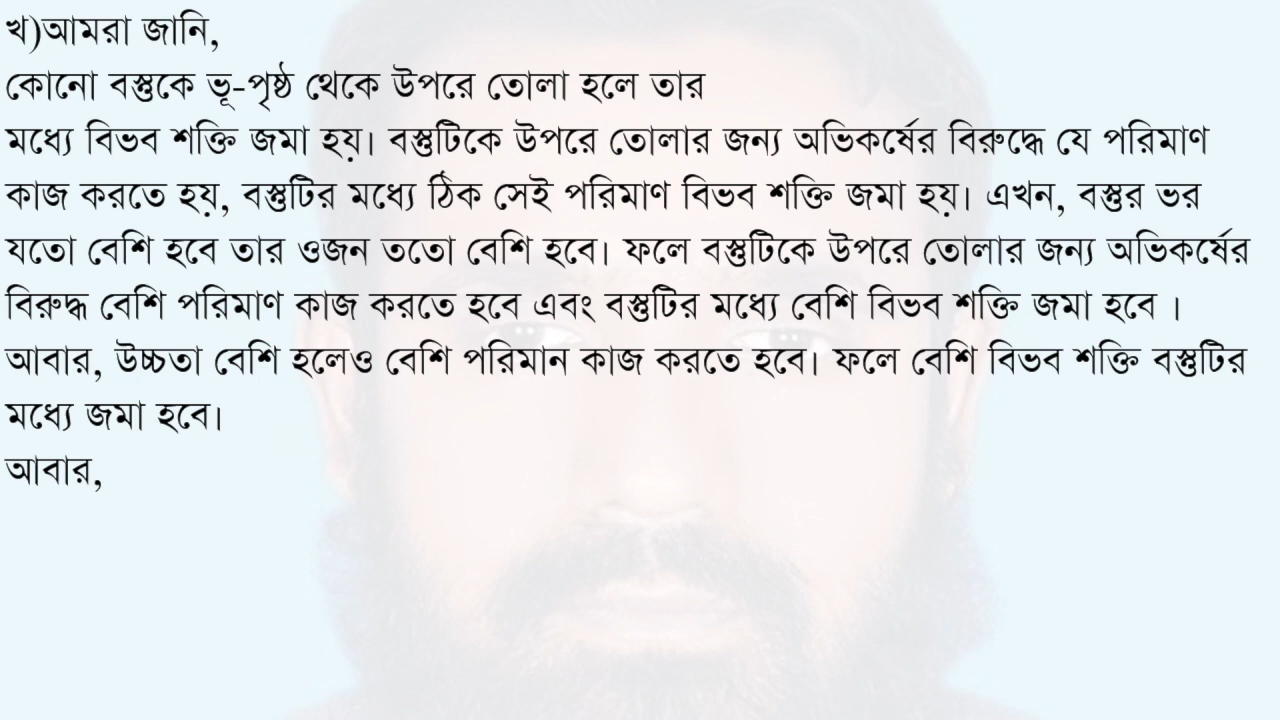 খ)আমরা জানি,
কোনো বস্তুকে ভূ-পৃষ্ঠ থেকে উপরে তোলা হলে তার
মধ্যে বিভব শক্তি জমা হয়। বস্তুটিকে উপরে তোলার জন্য অভিকর্ষের বিরুদ্ধে যে পরিমাণ
কাজ করতে হয়, বস্তুটির মধ্যে ঠিক সেই পরিমাণ বিভব শক্তি জমা হয়। এখন, বস্তুর ভর
যতো বেশি হবে তার ওজন ততো বেশি হবে। ফলে বস্তুটিকে উপরে তোলার জন্য অভিকর্ষের
বিরুদ্ধ বেশি পরিমাণ কাজ করতে হবে এবং বস্তুটির মধ্যে বেশি বিভব শক্তি জমা হবে ।
আবার, উচ্চতা বেশি হলেও বেশি পরিমান কাজ করতে হবে। ফলে বেশি বিভব শক্তি বস্তুটির
মধ্যে জমা হবে।
আবার,